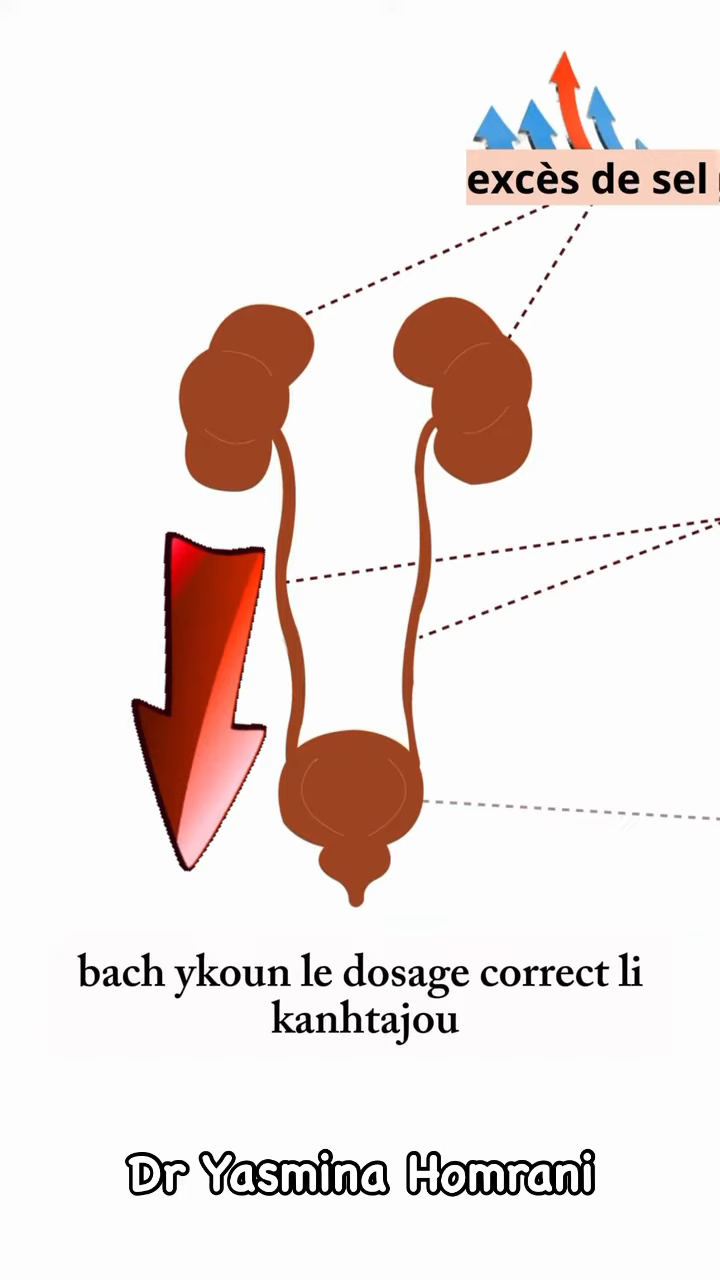 excès de sel
bach ykoun le dosage correct li
kanhtajou
Dr Yasmina Homrani